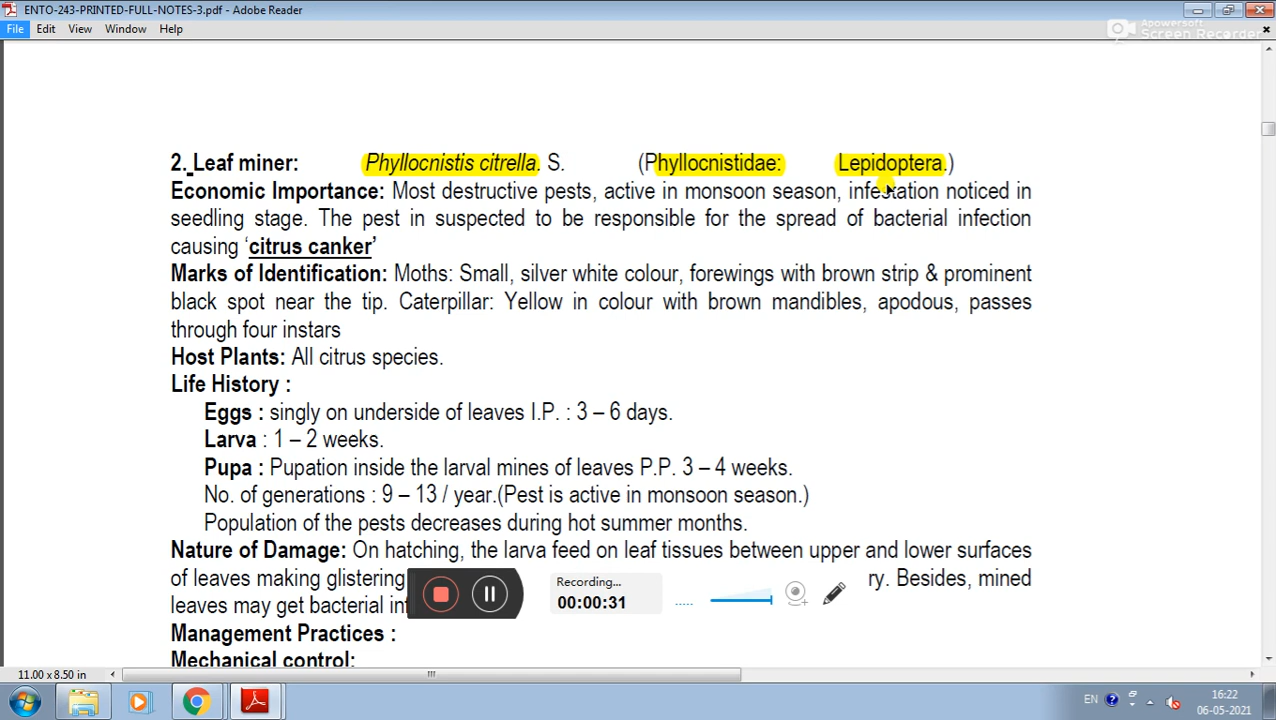 ENTO-243-PRINTED-FULL-NOTES-3.pdf - Adobe Reader
File Edit View Window Help
Apowersoft
Screen Recorder
2. Leaf miner: Phyllocnistis citrella. S. (Phyllocnistidae: Lepidoptera.)
Economic Importance: Most destructive pests, active in monsoon season, infestation noticed in
seedling stage. The pest in suspected to be responsible for the spread of bacterial infection
causing ‘citrus canker’
Marks of Identification: Moths: Small, silver white colour, forewings with brown strip & prominent
black spot near the tip. Caterpillar: Yellow in colour with brown mandibles, apodous, passes
through four instars
Host Plants: All citrus species.
Life History :
Eggs : singly on underside of leaves I.P. : 3 – 6 days.
Larva : 1 – 2 weeks.
Pupa : Pupation inside the larval mines of leaves P.P. 3 – 4 weeks.
No. of generations : 9 – 13 / year.(Pest is active in monsoon season.)
Population of the pests decreases during hot summer months.
Nature of Damage: On hatching, the larva feed on leaf tissues between upper and lower surfaces
of leaves making glistering ry. Besides, mined
leaves may get bacterial
Recording...
00:00:31
Management Practices :
Mechanical control:
11.00 x 8.50 in
EN
16:22
06-05-2021